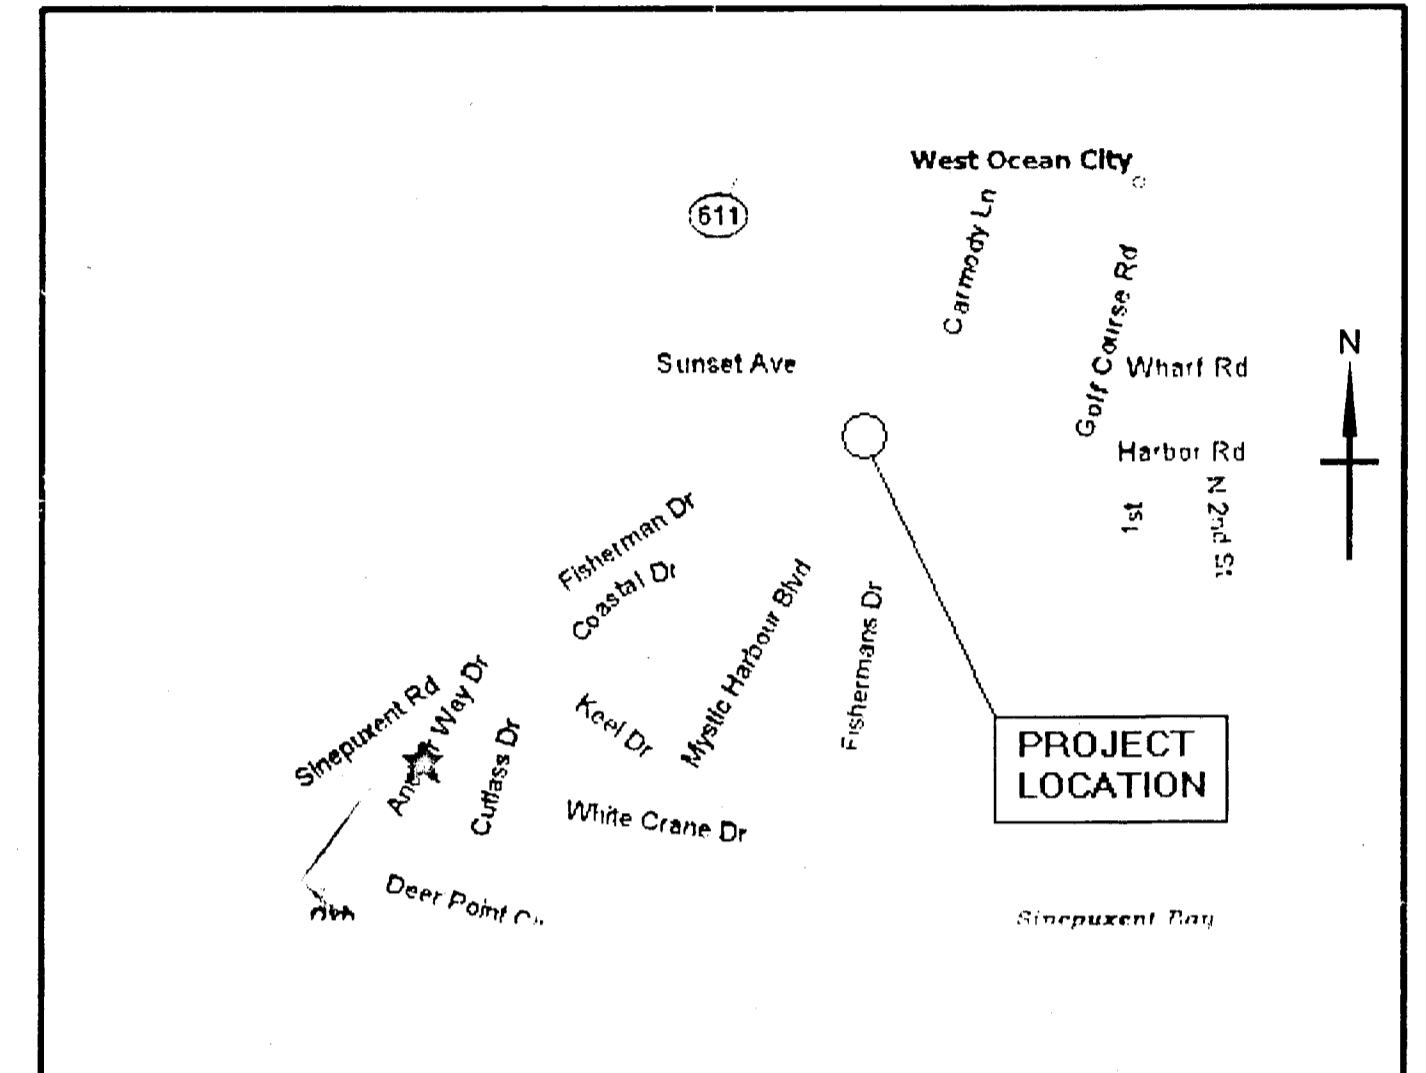 West Ocean City
611
Carmody Ln
Golf Course Rd
N
Sunset Ave
Wharf Rd
Harbor Rd
1st
N 2nd St
Fisherman Dr
Coastal Dr
Mystic Harbour Blvd
Fishermans Dr
Sinepuxent Rd
Way Dr
Keel Dr
Cutlass Dr
PROJECT
LOCATION
White Crane Dr
Deer Point
Sinepuxent Bay